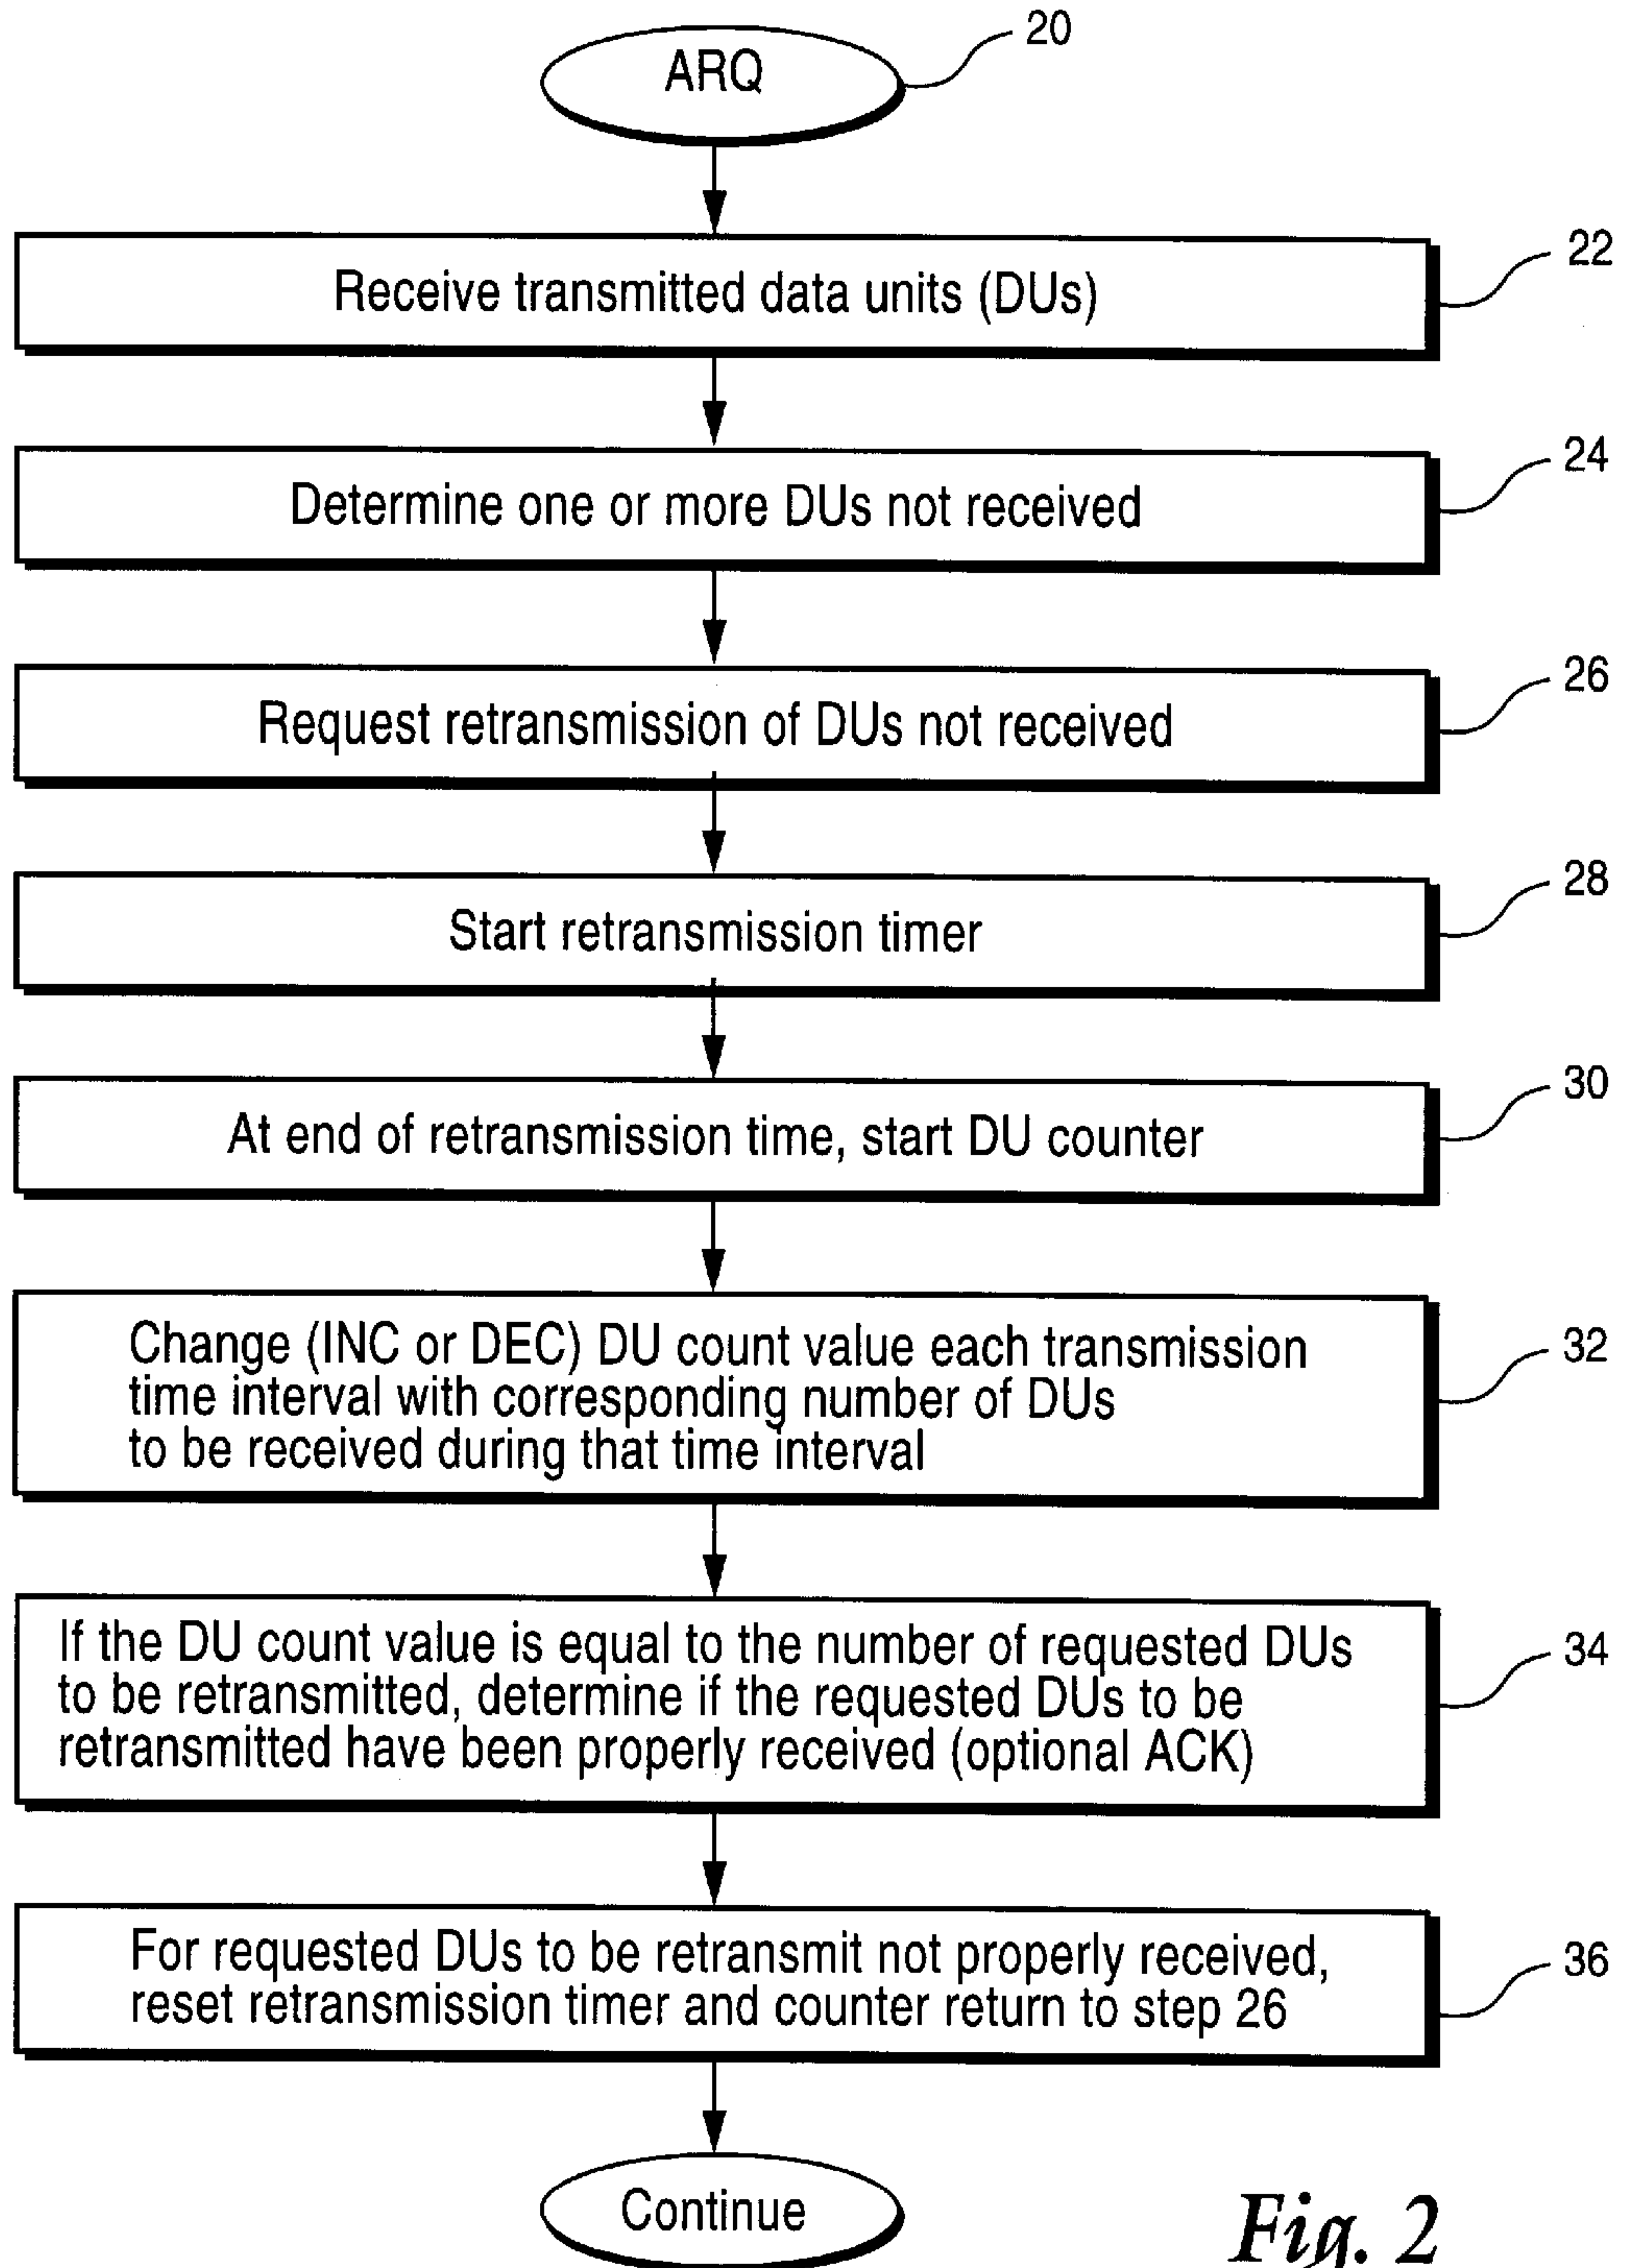 ARQ
20
Receive transmitted data units (DUs)
22
Determine one or more DUs not received
24
Request retransmission of DUs not received
26
Start retransmission timer
28
At end of retransmission time, start DU counter
30
Change (INC or DEC) DU count value each transmission
time interval with corresponding number of DUs
to be received during that time interval
32
If the DU count value is equal to the number of requested DUs
to be retransmitted, determine if the requested DUs to be
retransmitted have been properly received (optional ACK)
34
For requested DUs to be retransmit not properly received,
reset retransmission timer and counter return to step 26
36
Continue
Fig. 2